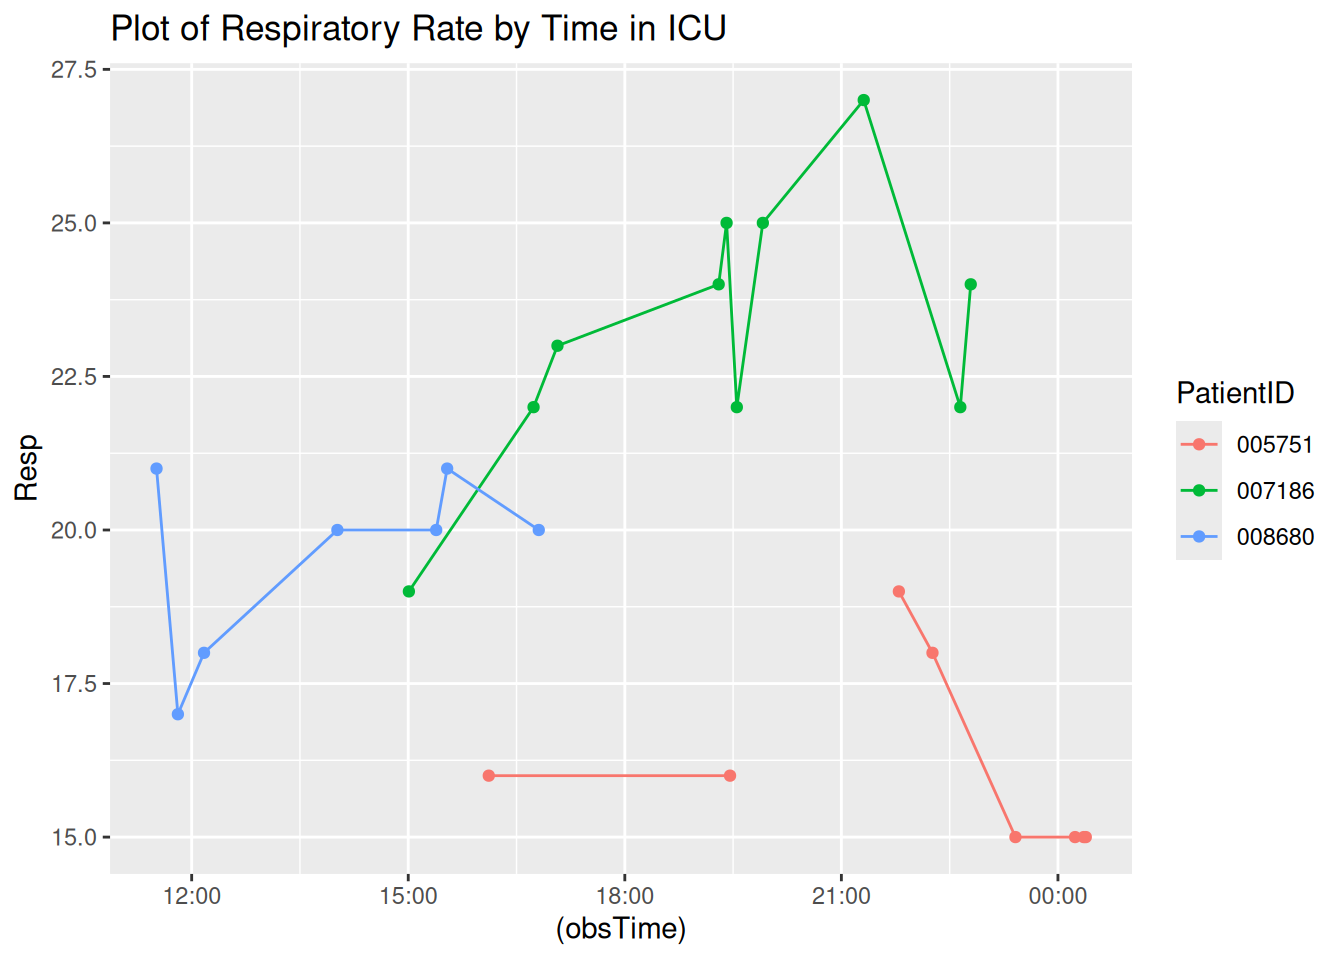 Plot of Respiratory Rate by Time in ICU
27.5
25.0
22.5
20.0
17.5
15.0
Resp
12:00 15:00 18:00 21:00 00:00
(obsTime)
PatientID
005751
007186
008680